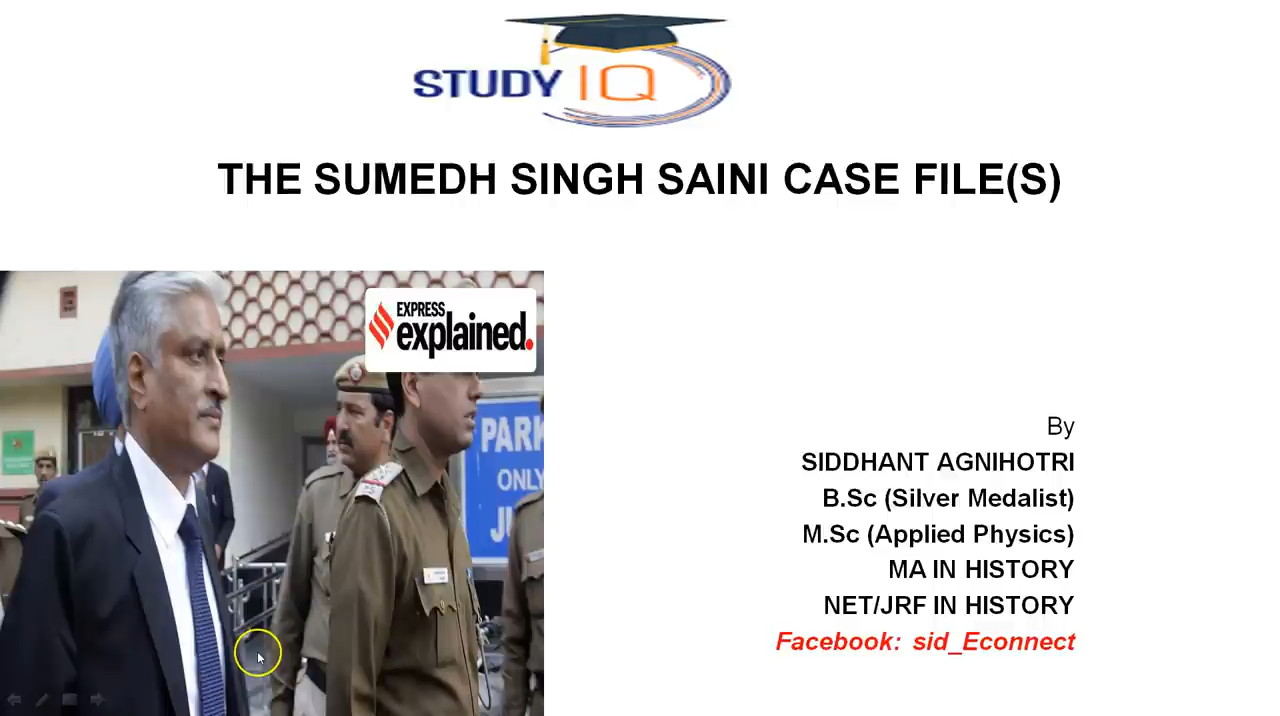 STUDY IQ
THE SUMEDH SINGH SAINI CASE FILE(S)
EXPRESS
explained.
PARK
ONLY
JU
By
SIDDHANT AGNIHOTRI
B.Sc (Silver Medalist)
M.Sc (Applied Physics)
MA IN HISTORY
NET/JRF IN HISTORY
Facebook: sid_Econnect